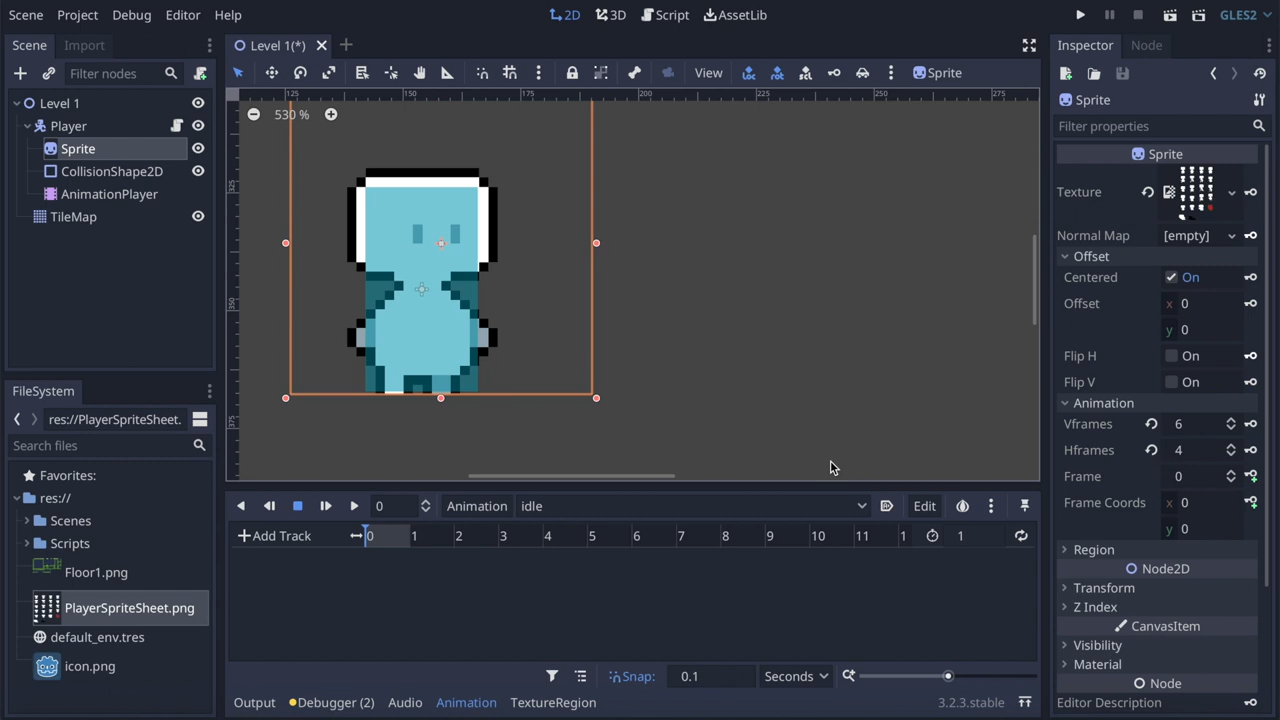 Scene Project Debug Editor Help
2D 3D Script AssetLib
GLES2
Scene Import
Filter nodes
Level 1
Player
Sprite
CollisionShape2D
AnimationPlayer
TileMap
FileSystem
res://PlayerSpriteSheet.
Search files
Favorites:
res://
Scenes
Scripts
Floor1.png
PlayerSpriteSheet.png
default_env.tres
icon.png
Level 1(*)
View
Sprite
125 150 175 200 225 250 275
530 %
325
350
375
0 Animation idle Edit
Add Track 0 1 2 3 4 5 6 7 8 9 10 11 1 1
Snap: 0.1 Seconds
Output Debugger (2) Audio Animation TextureRegion 3.2.3.stable
Inspector Node
Sprite
Filter properties
Sprite
Texture
Normal Map [empty]
Offset
Centered On
Offset x 0
y 0
Flip H On
Flip V On
Animation
Vframes 6
Hframes 4
Frame 0
Frame Coords x 0
y 0
Region
Node2D
Transform
Z Index
CanvasItem
Visibility
Material
Node
Editor Description